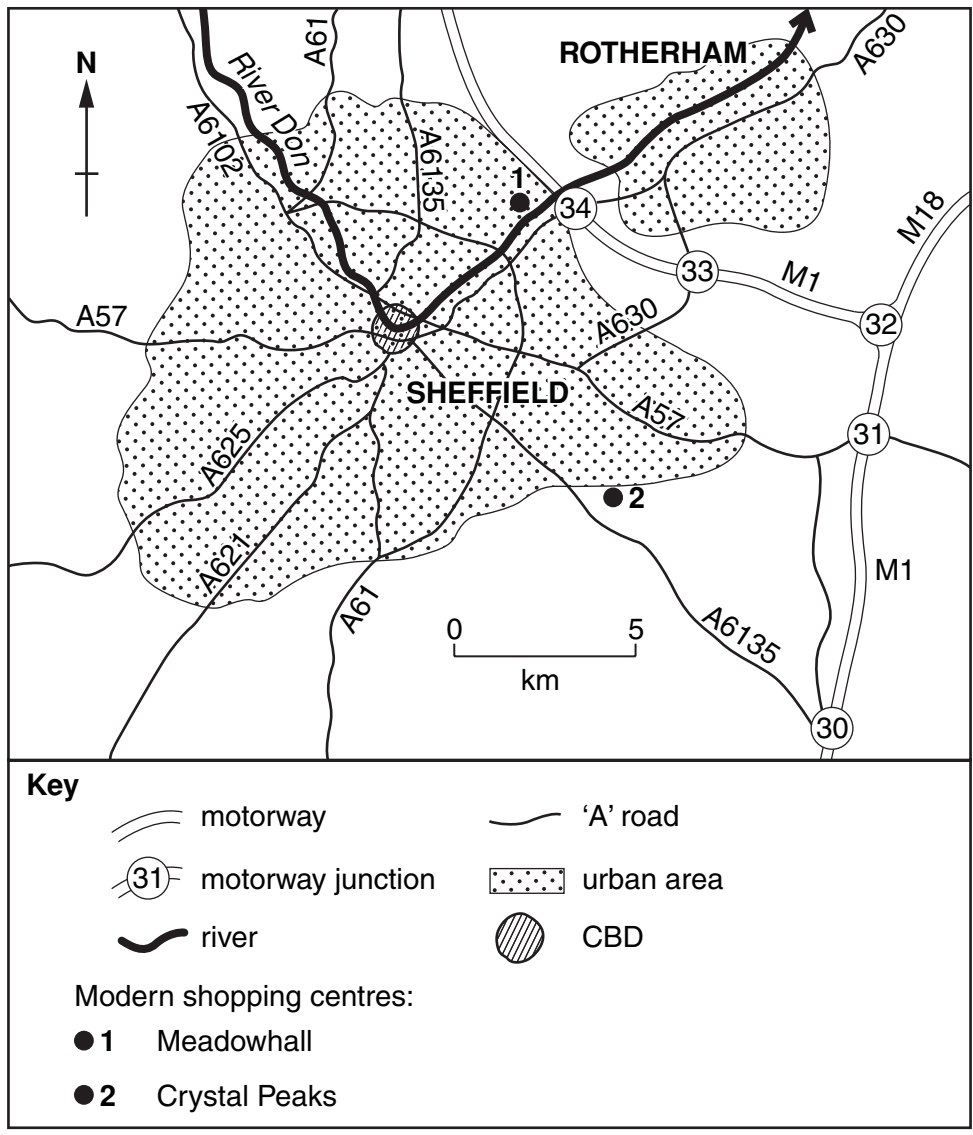 N
A61
ROTHERHAM
A630
River Don
A6102
A6135
1
34
M18
33
M1
32
A57
A630
SHEFFIELD
A57
31
A625
2
A621
M1
A61
0 5
km
A6135
30
Key
motorway
‘A’ road
31
motorway junction
urban area
river
CBD
Modern shopping centres:
1 Meadowhall
2 Crystal Peaks